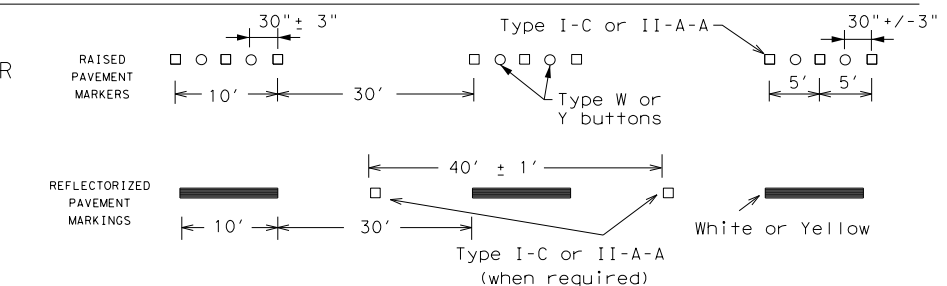 30"± 3"
Type I-C or II-A-A
30"+/-3"
R
RAISED
PAVEMENT
MARKERS
10'
30'
Type W or
Y buttons
5'
5'
40' ± 1'
REFLECTORIZED
PAVEMENT
MARKINGS
10'
30'
Type I-C or II-A-A
(when required)
White or Yellow